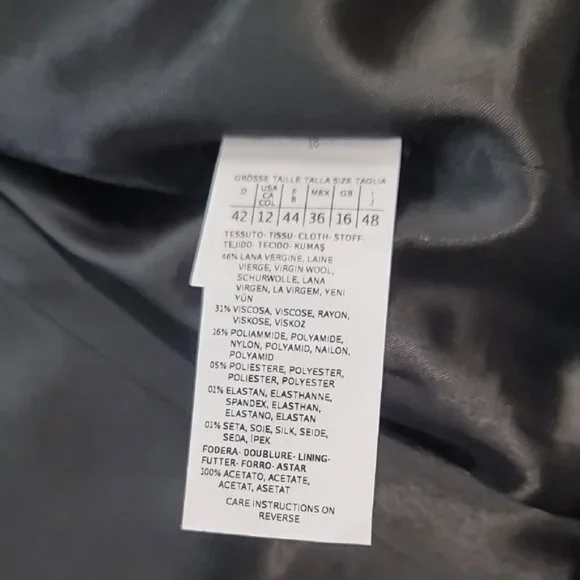 GRÖSSE TAILLE TALLA SIZE TAGLIA
D USA CA COL F B MEX GB I J
42 12 44 36 16 48
TESSUTO- TISSU- CLOTH- STOFF-
TEJIDO- TECIDO- KUMAŞ
46% LANA VERGINE, LAINE
VIERGE, VIRGIN WOOL,
SCHURWOLLE, LANA
VIRGEN, LA VIRGEM, YENI
YÜN
31% VISCOSA, VISCOSE, RAYON,
VISKOSE, VİSKOZ
16% POLIAMMIDE, POLYAMIDE,
NYLON, POLYAMID, NAILON,
POLYAMID
05% POLIESTERE, POLYESTER,
POLIESTER, POLYESTER
01% ELASTAN, ELASTHANNE,
SPANDEX, ELASTHAN,
ELASTANO, ELASTAN
01% SETA, SOIE, SILK, SEIDE,
SEDA, İPEK
FODERA- DOUBLURE- LINING-
FUTTER- FORRO- ASTAR
100% ACETATO, ACETATE,
ACETAT, ASETAT
CARE INSTRUCTIONS ON
REVERSE